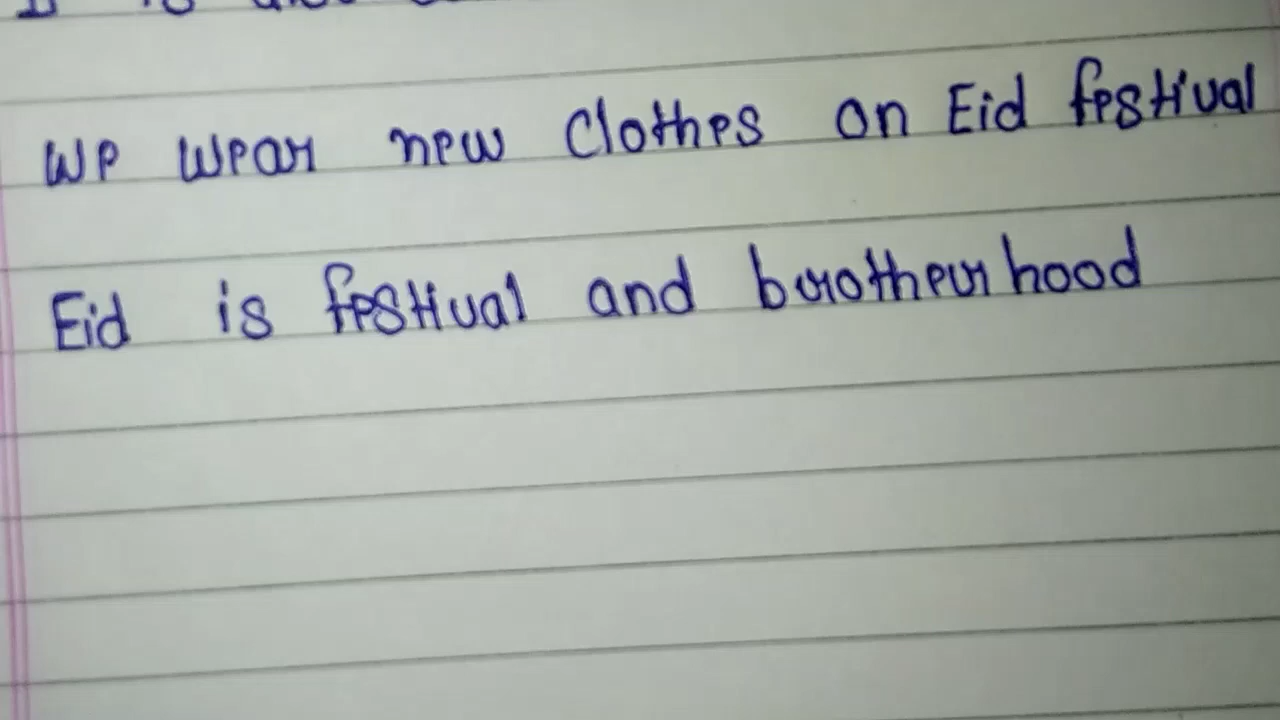 We wear new Clothes on Eid festival
Eid is festival and brotherhood